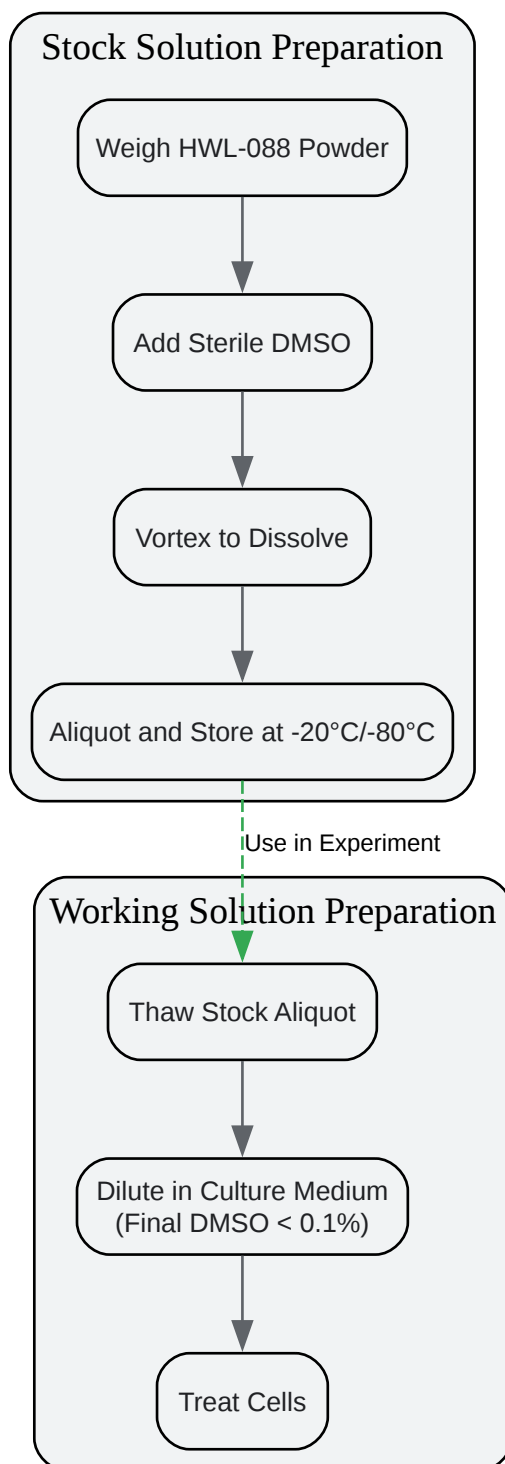 Stock Solution Preparation
Weigh HWL-088 Powder
Add Sterile DMSO
Vortex to Dissolve
Aliquot and Store at -20°C/-80°C
Use in Experiment
Working Solution Preparation
Thaw Stock Aliquot
Dilute in Culture Medium
(Final DMSO < 0.1%)
Treat Cells